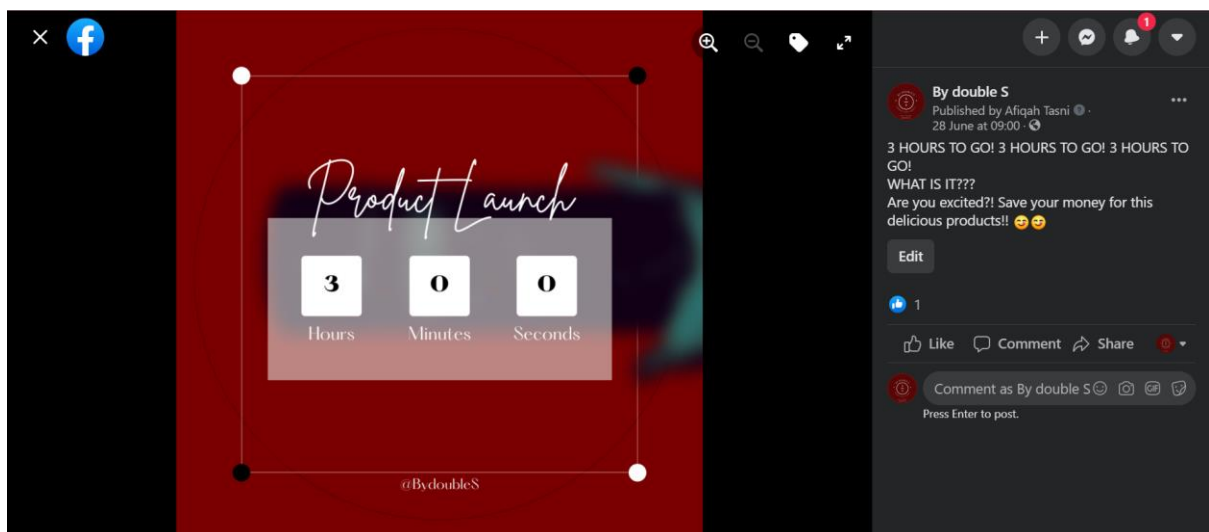 Product Launch
3 0 0
Hours Minutes Seconds
@BydoubleS
1
By double S
Published by Afiqah Tasni ·
28 June at 09:00 ·
3 HOURS TO GO! 3 HOURS TO GO! 3 HOURS TO
GO!
WHAT IS IT???
Are you excited?! Save your money for this
delicious products!! 😋😋
Edit
1
Like Comment Share
Comment as By double S
GIF
Press Enter to post.